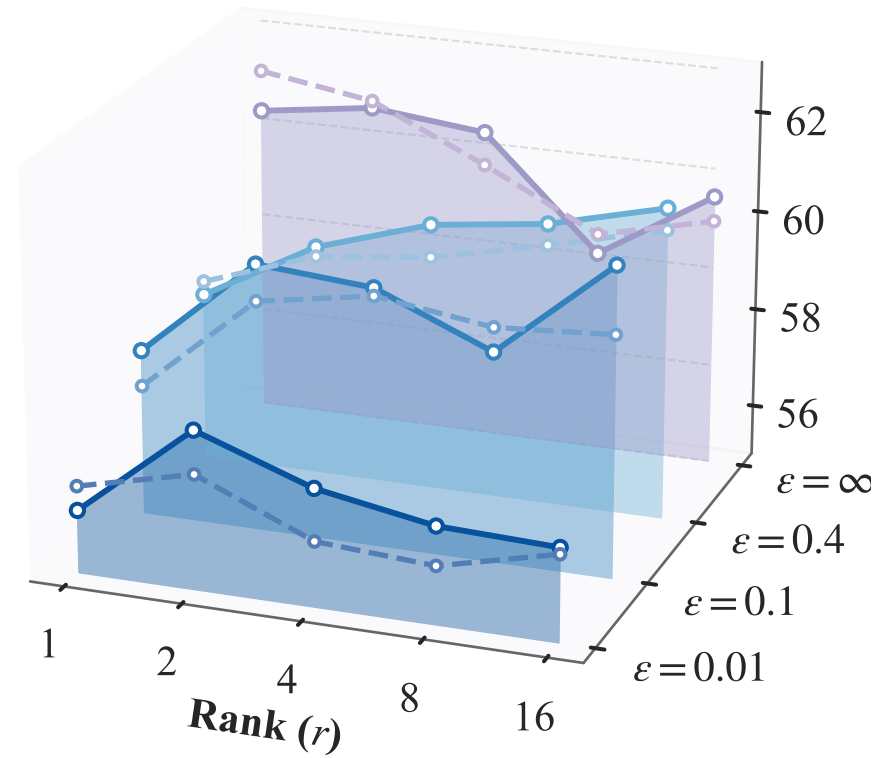 62
60
58
56
ε = ∞
ε = 0.4
ε = 0.1
ε = 0.01
1
2
4
8
16
Rank (r)